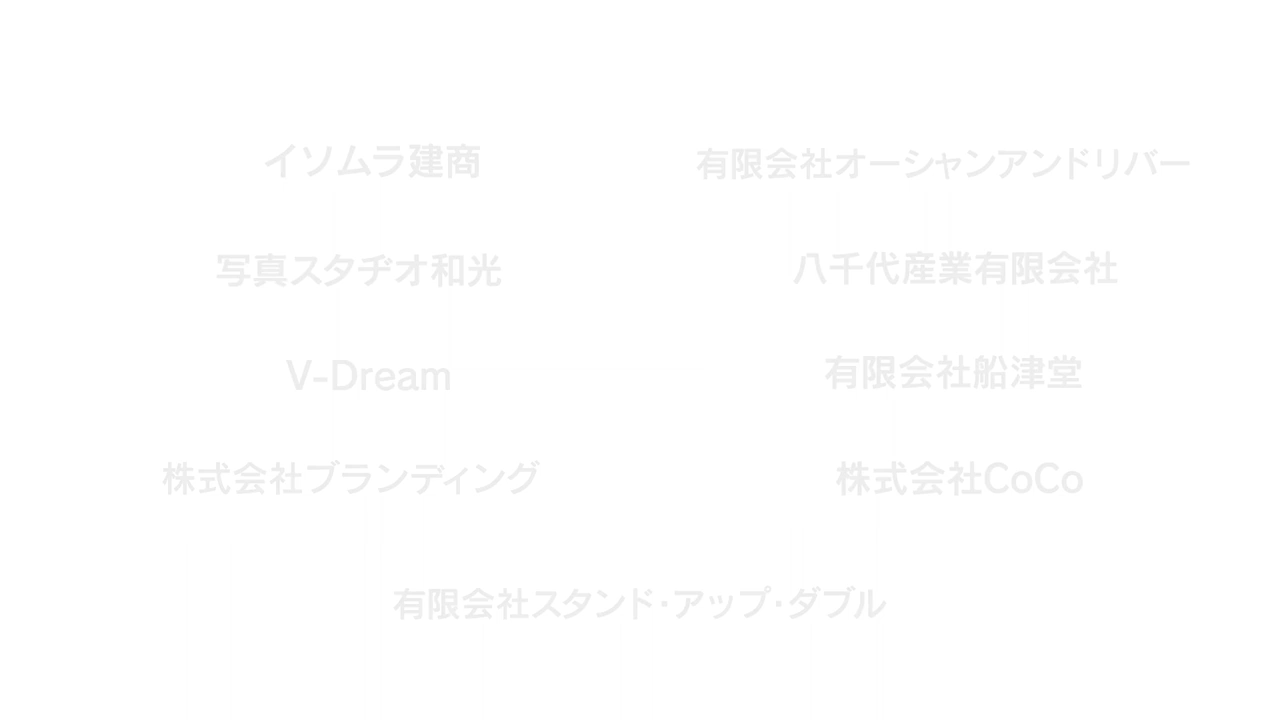 イソムラ建商
有限会社オーシャンアンドリバー
写真スタヂオ和光
八千代産業有限会社
V-Dream
有限会社船津堂
株式会社ブランディング
株式会社CoCo
有限会社スタンド・アップ・ダブル